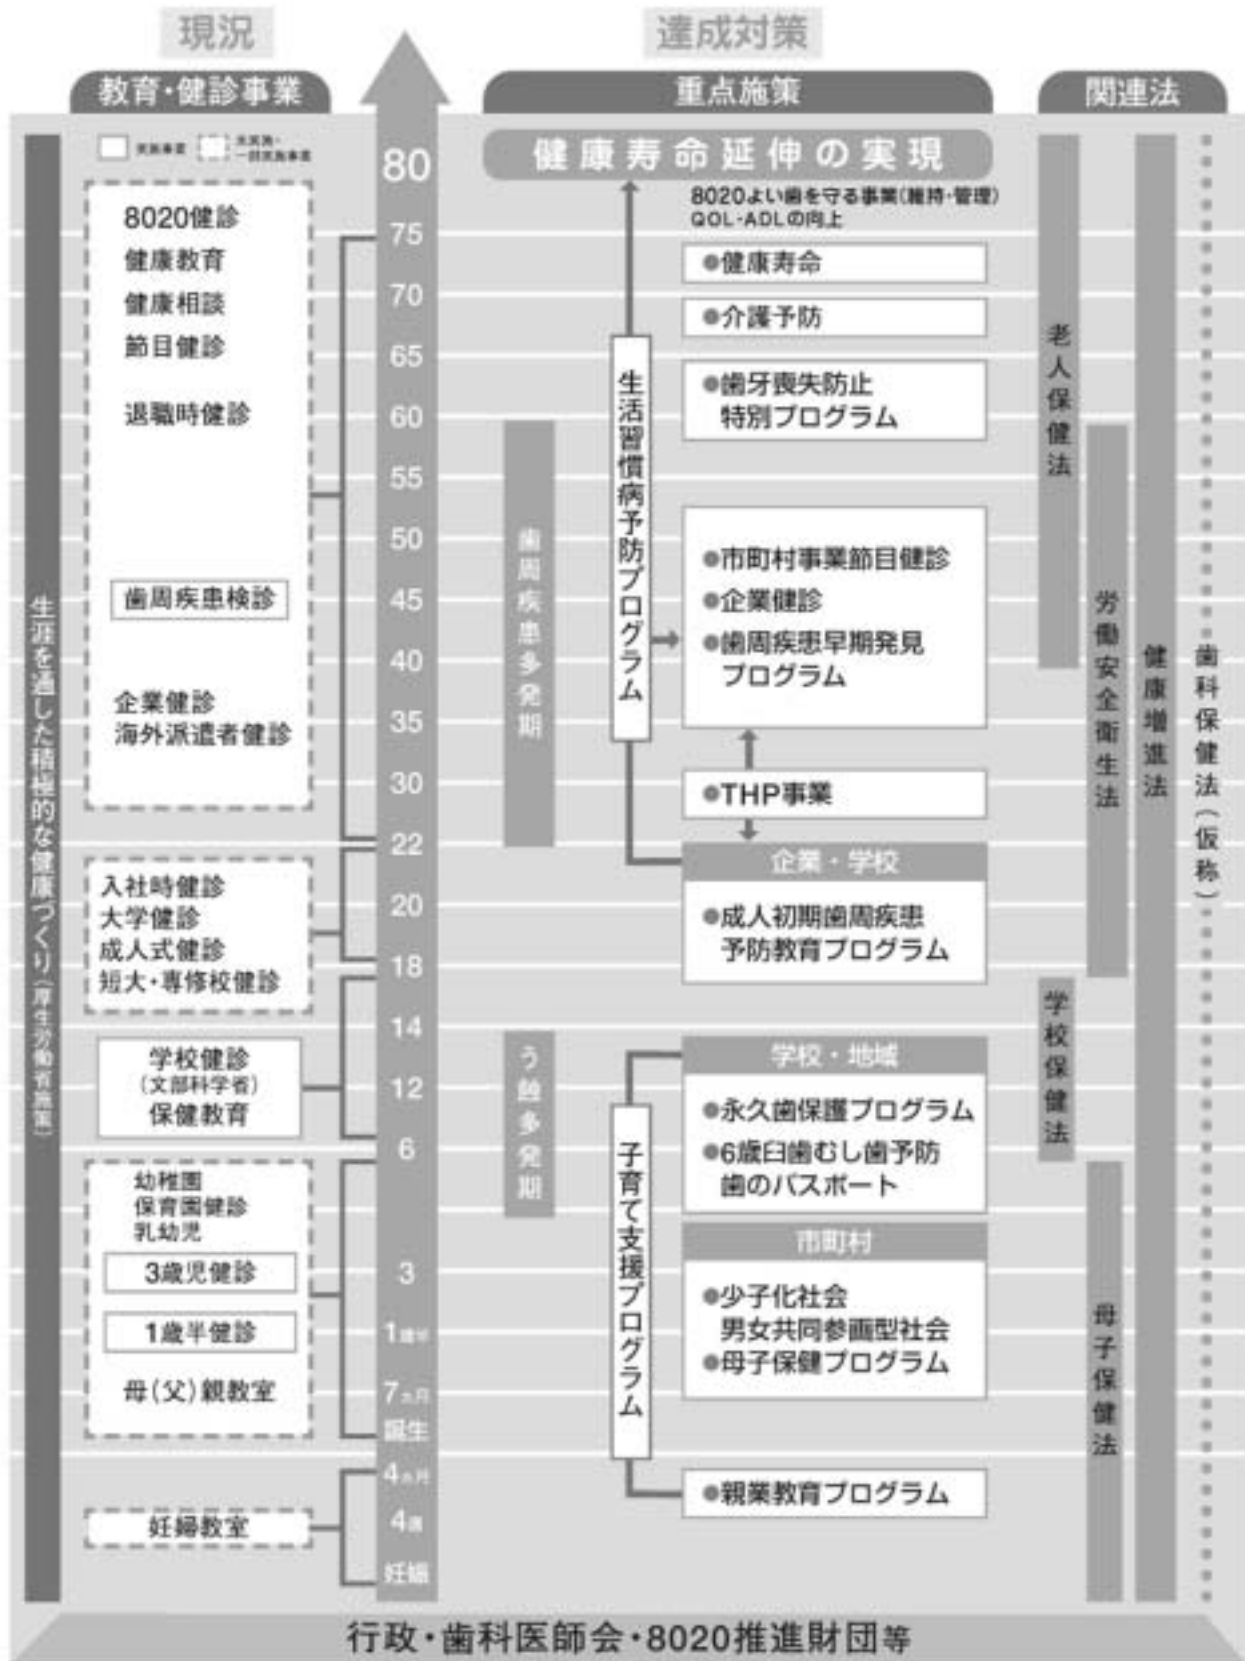 現況
達成対策
教育・健診事業
重点施策
関連法
実施事業
未実施・
一部実施事業
8020健診
健康教育
健康相談
節目健診
退職時健診
歯周疾患検診
企業健診
海外派遣者健診
入社時健診
大学健診
成人式健診
短大・専修校健診
学校健診
(文部科学省)
保健教育
幼稚園
保育園健診
乳幼児
3歳児健診
1歳半健診
母(父)親教室
妊婦教室
生涯を通した積極的な健康づくり(厚生労働省施策)
80
75
70
65
60
55
50
45
40
35
30
22
20
18
14
12
6
3
1歳半
7ヵ月
誕生
4ヵ月
4週
妊娠
健康寿命延伸の実現
8020よい歯を守る事業(維持・管理)
QOL・ADLの向上
●健康寿命
●介護予防
●歯牙喪失防止
特別プログラム
●市町村事業節目健診
●企業健診
●歯周疾患早期発見
プログラム
●THP事業
企業・学校
●成人初期歯周疾患
予防教育プログラム
学校・地域
●永久歯保護プログラム
●6歳臼歯むし歯予防
歯のパスポート
市町村
●少子化社会
男女共同参画型社会
●母子保健プログラム
●親業教育プログラム
歯周疾患多発期
う蝕多発期
生活習慣病予防プログラム
子育て支援プログラム
老人保健法
労働安全衛生法
学校保健法
母子保健法
健康増進法
歯科保健法(仮称)
行政・歯科医師会・8020推進財団等